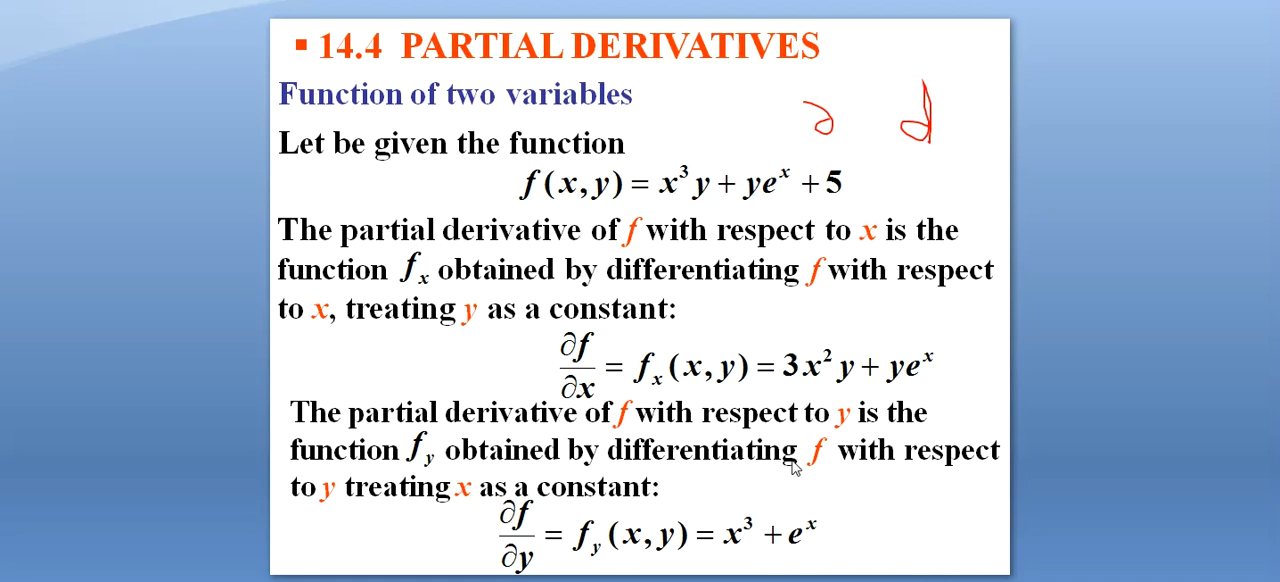 ▪ 14.4 PARTIAL DERIVATIVES
Function of two variables
∂ d
Let be given the function
f(x,y) = x³y + yeˣ + 5
The partial derivative of f with respect to x is the
function fₓ obtained by differentiating f with respect
to x, treating y as a constant:
∂f/∂x = fₓ(x,y) = 3x²y + yeˣ
The partial derivative of f with respect to y is the
function f_y obtained by differentiating f with respect
to y treating x as a constant:
∂f/∂y = f_y(x,y) = x³ + eˣ